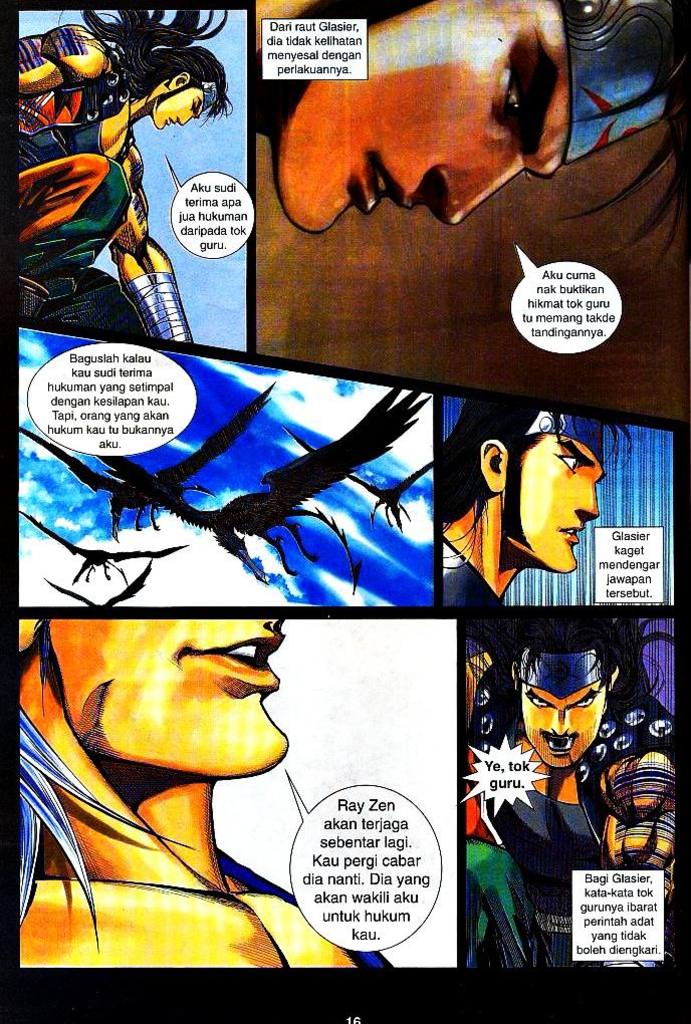 Aku sudi
terima apa
jua hukuman
daripada tok
guru.
Dari raut Glasier,
dia tidak kelihatan
menyesal dengan
perlakuannya.
Aku cuma
nak buktikan
hikmat tok guru
tu memang takde
tandingannya.
Baguslah kalau
kau sudi terima
hukuman yang setimpal
dengan kesilapan kau.
Tapi, orang yang akan
hukum kau tu bukannya
aku.
Glasier
kaget
mendengar
jawapan
tersebut.
Ray Zen
akan terjaga
sebentar lagi.
Kau pergi cabar
dia nanti. Dia yang
akan wakili aku
untuk hukum
kau.
Ye, tok
guru.
Bagi Glasier,
kata-kata tok
gurunya ibarat
perintah adat
yang tidak
boleh diengkari.
16